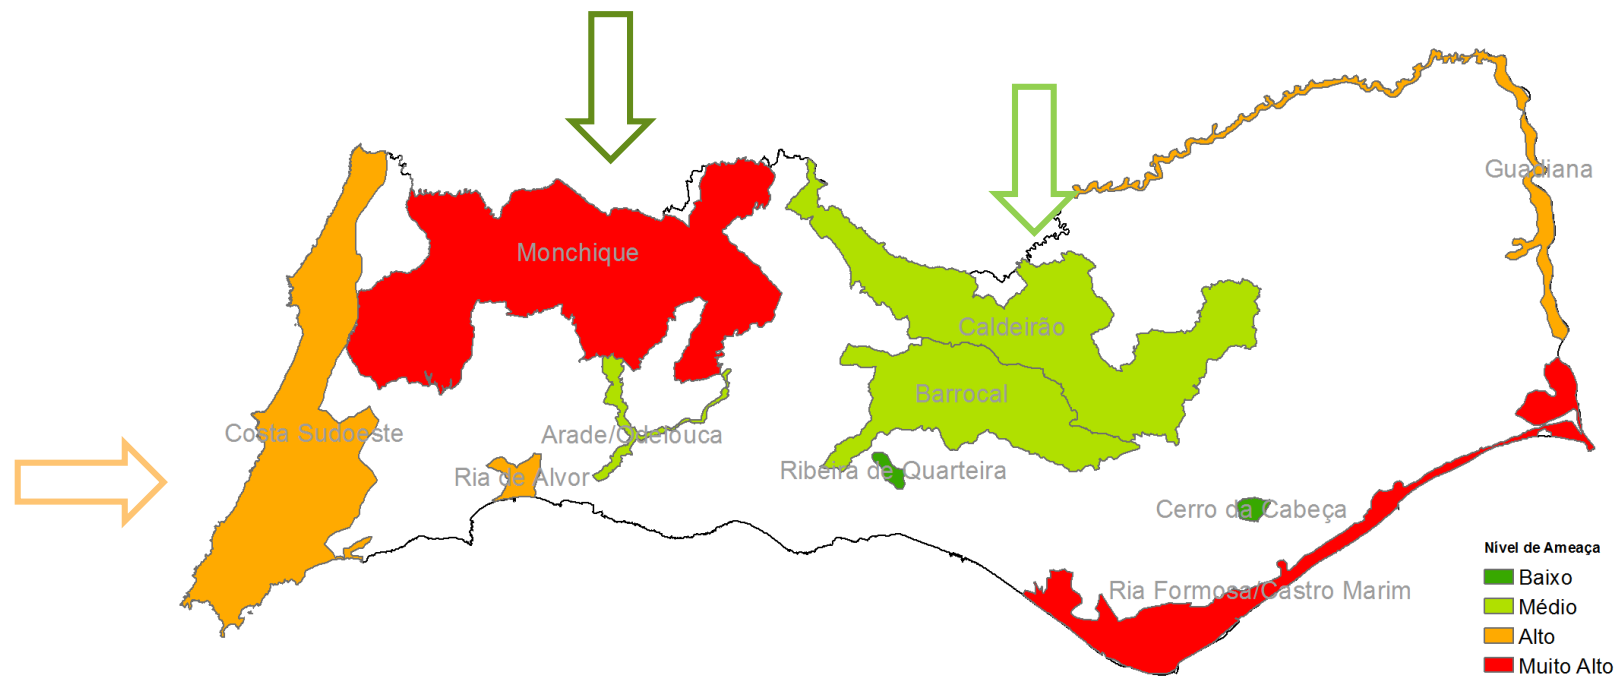 Guadiana
Monchique
Caldeirão
Barrocal
Costa Sudoeste
Arade/Odelouca
Ria de Alvor
Ribeira de Quarteira
Cerro da Cabeça
Ria Formosa/Castro Marim
Nível de Ameaça
Baixo
Médio
Alto
Muito Alto